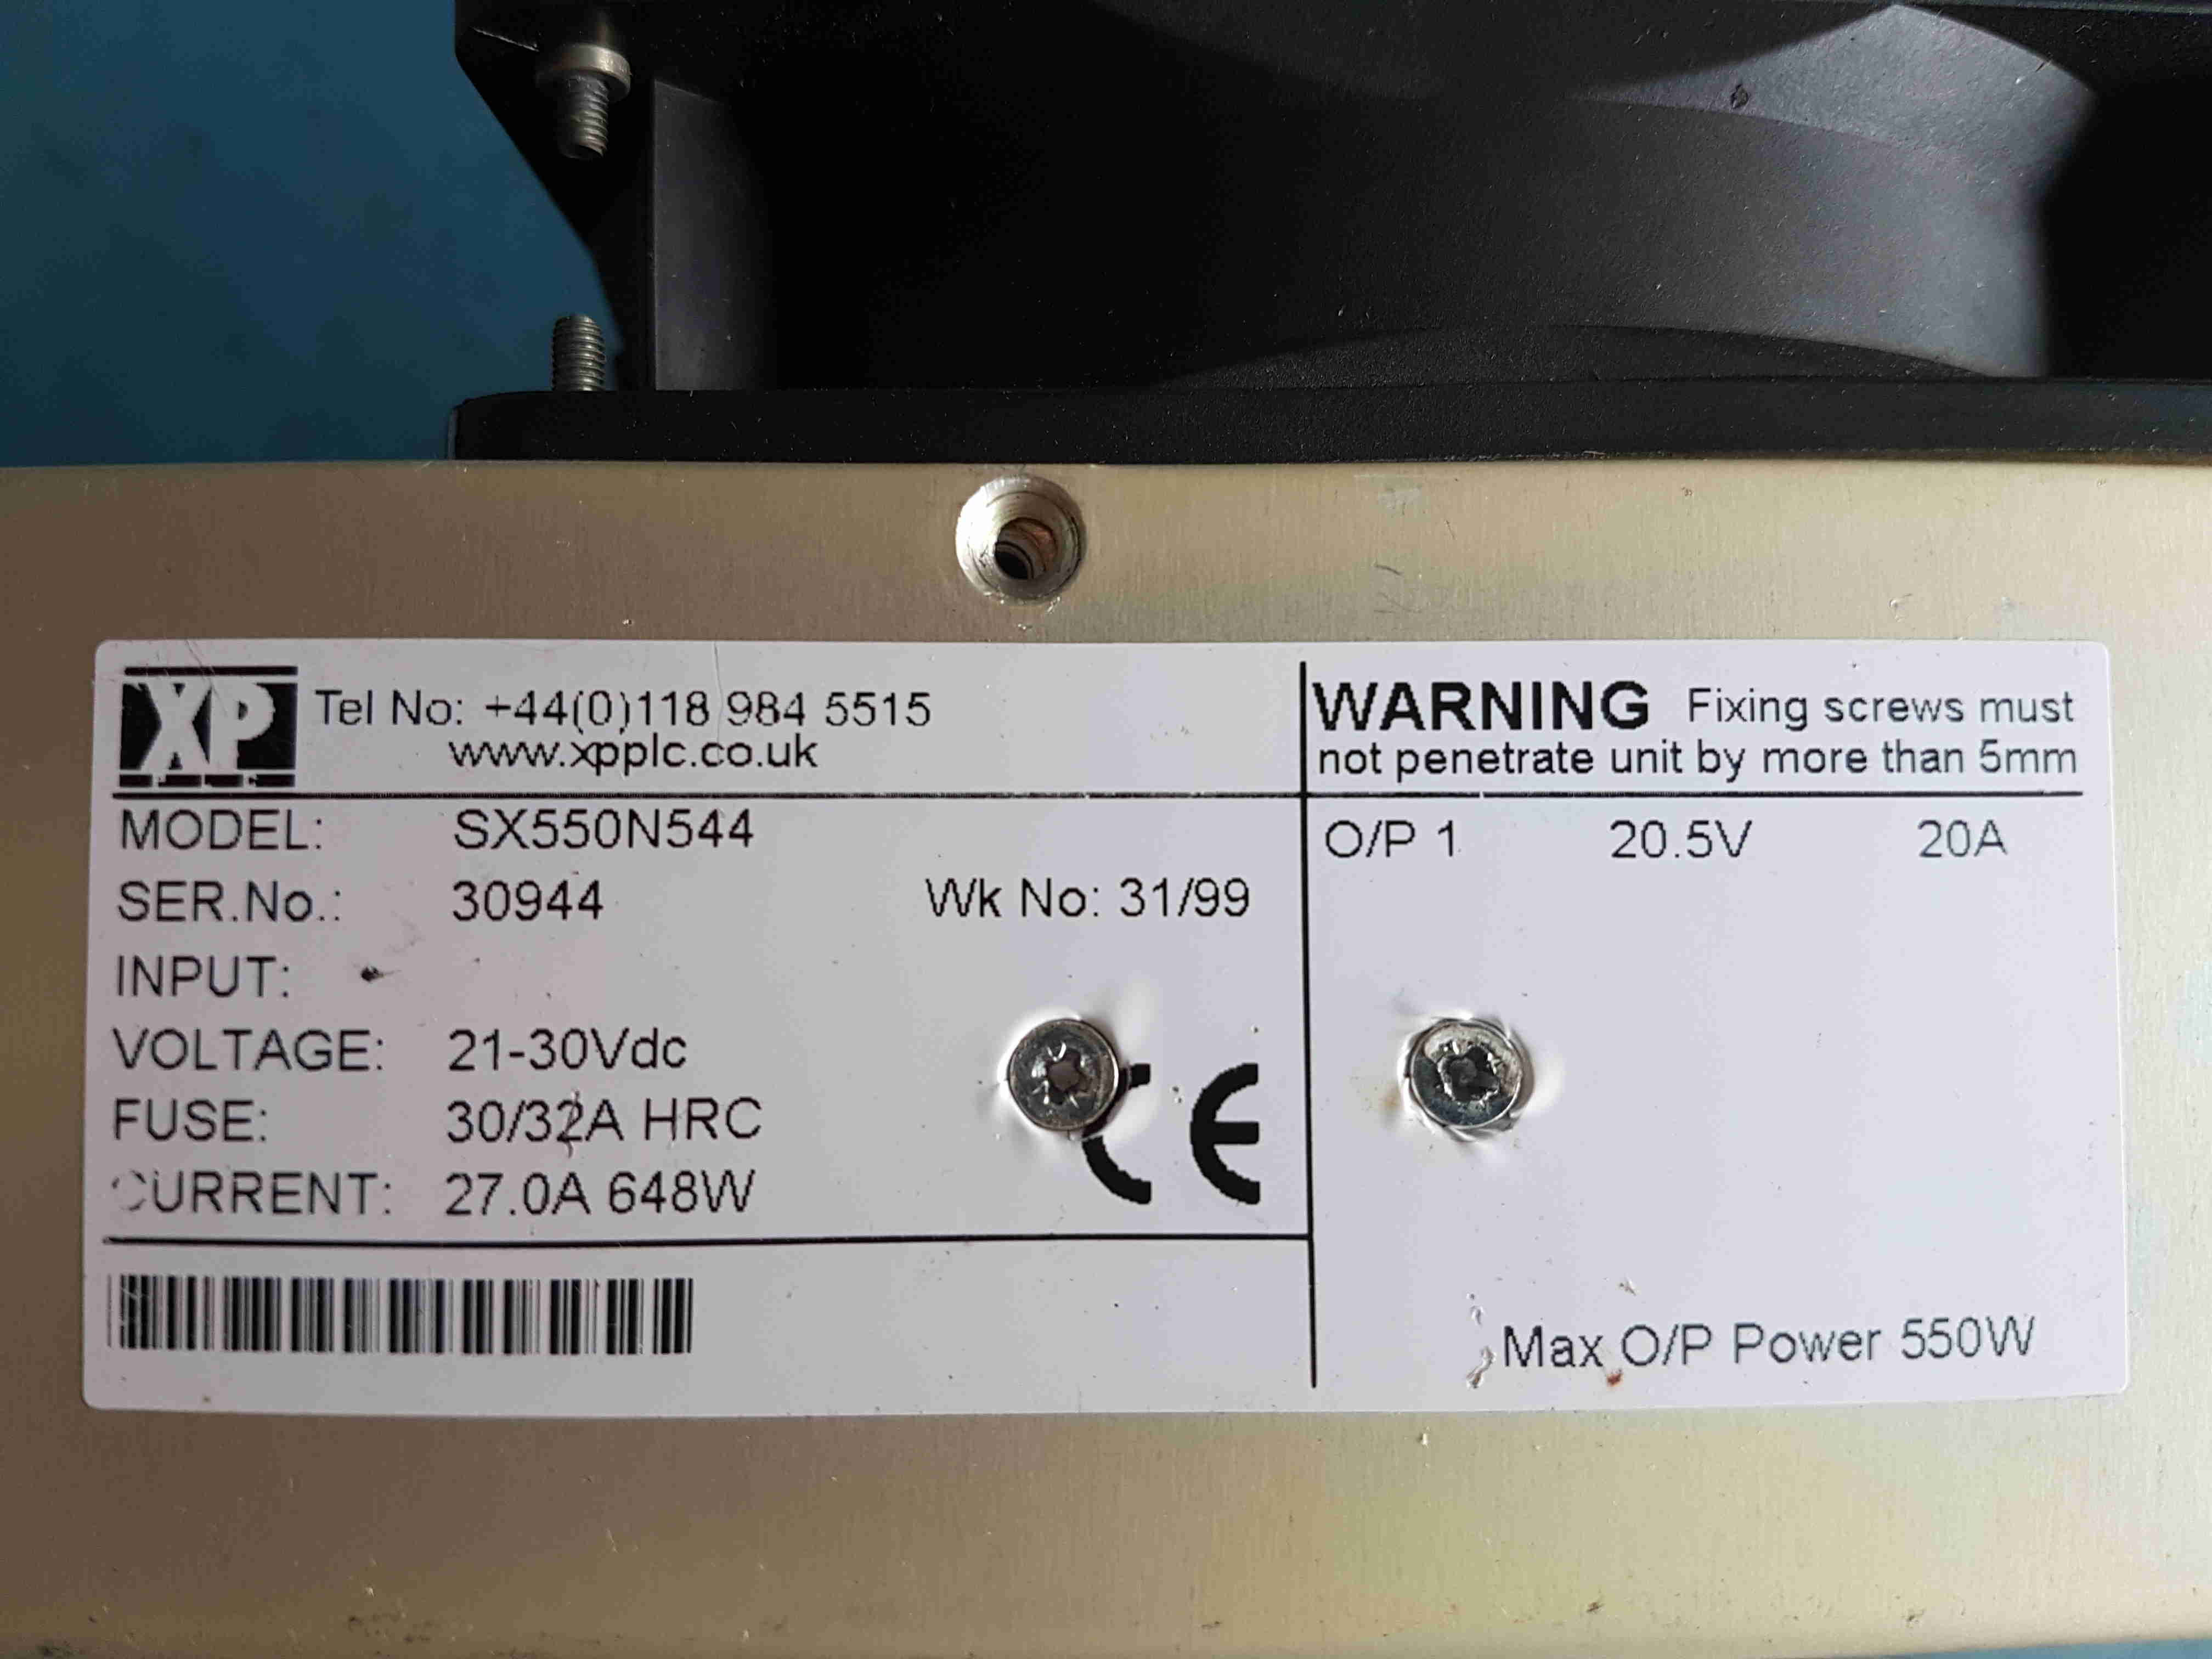 XP Tel No: +44(0)118 984 5515
www.xpplc.co.uk
WARNING Fixing screws must
not penetrate unit by more than 5mm
MODEL: SX550N544
SER.No.: 30944 Wk No: 31/99
INPUT:
VOLTAGE: 21-30Vdc
FUSE: 30/32A HRC
CURRENT: 27.0A 648W
CE
O/P 1 20.5V 20A
Max O/P Power 550W